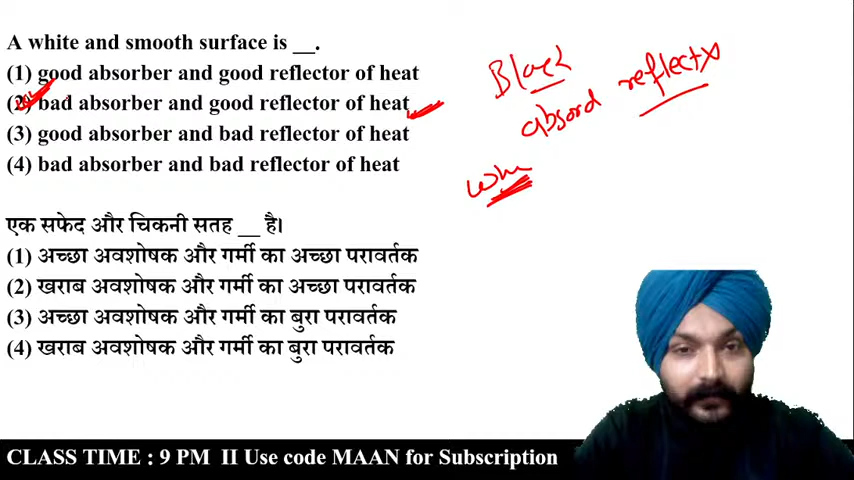 A white and smooth surface is __.
(1) good absorber and good reflector of heat
(2) bad absorber and good reflector of heat
(3) good absorber and bad reflector of heat
(4) bad absorber and bad reflector of heat
Black
absord reflect
wh
एक सफेद और चिकनी सतह __ है।
(1) अच्छा अवशोषक और गर्मी का अच्छा परावर्तक
(2) खराब अवशोषक और गर्मी का अच्छा परावर्तक
(3) अच्छा अवशोषक और गर्मी का बुरा परावर्तक
(4) खराब अवशोषक और गर्मी का बुरा परावर्तक
CLASS TIME : 9 PM II Use code MAAN for Subscription